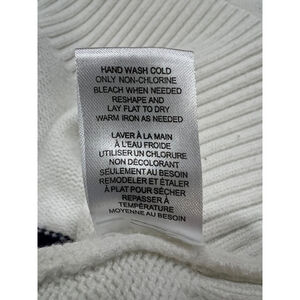 HAND WASH COLD
ONLY NON-CHLORINE
BLEACH WHEN NEEDED
RESHAPE AND
LAY FLAT TO DRY
WARM IRON AS NEEDED
LAVER À LA MAIN
À L'EAU FROIDE
UTILISER UN CHLORURE
NON DÉCOLORANT
SEULEMENT AU BESOIN
REMODELER ET ÉTALER
À PLAT POUR SÉCHER
REPASSER À
TEMPÉRATURE
MOYENNE AU BESOIN